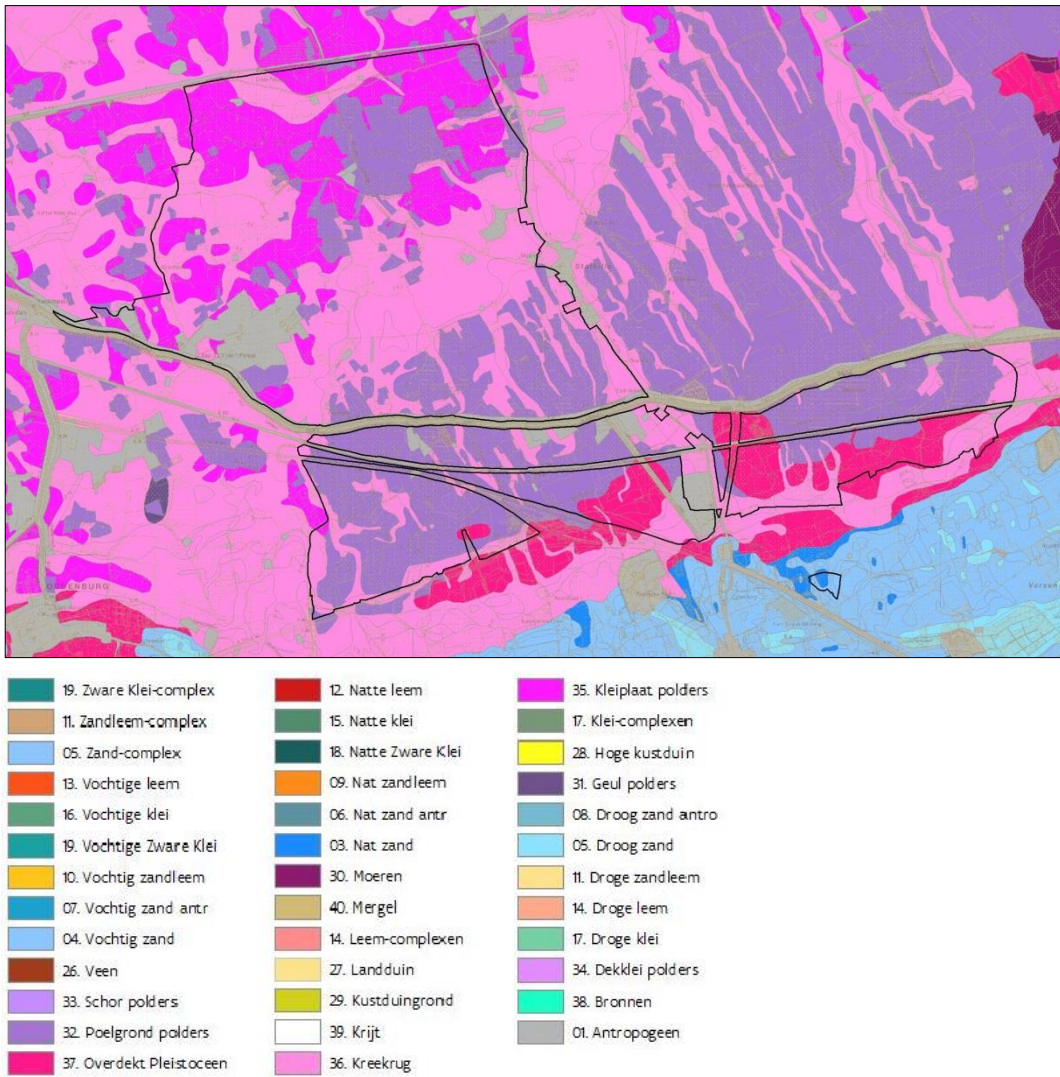 Stalhille
OUDENBURG
19. Zware Klei-complex
11. Zandleem-complex
05. Zand-complex
13. Vochtige leem
16. Vochtige klei
19. Vochtige Zware Klei
10. Vochtig zandleem
07. Vochtig zand antr
04. Vochtig zand
26. Veen
33. Schor polders
32. Poelgrond polders
37. Overdekt Pleistoceen
12. Natte leem
15. Natte klei
18. Natte Zware Klei
09. Nat zandleem
06. Nat zand antr
03. Nat zand
30. Moeren
40. Mergel
14. Leem-complexen
27. Landduin
29. Kustduingrond
39. Krijt
36. Kreekrug
35. Kleiplaat polders
17. Klei-complexen
28. Hoge kustduin
31. Geul polders
08. Droog zand antro
05. Droog zand
11. Droge zandleem
14. Droge leem
17. Droge klei
34. Dekklei polders
38. Bronnen
01. Antropogeen